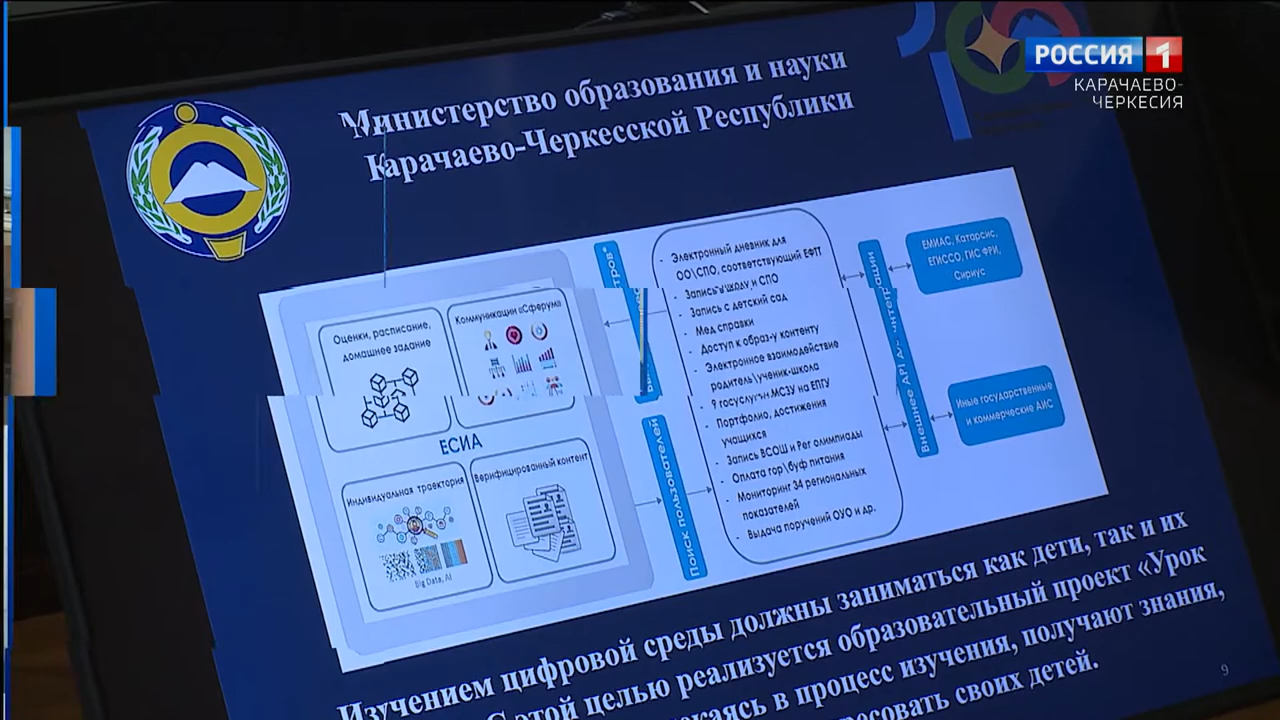 РОССИЯ 1
КАРАЧАЕВО-
ЧЕРКЕСИЯ
Министерство образования и науки
Карачаево-Черкесской Республики
Оценки, расписание,
домашнее задание
Коммуникации «Сферум»
ЕСИА
Индивидуальная траектория
Big Data, AI
Верифицированный контент
Поиск пользователей
- Электронный дневник для
ОО\СПО, соответствующий ЕФТТ
- Запись в школу и СПО
- Запись с детский сад
- Мед справки
- Доступ к образ-у контенту
- Электронное взаимодействие
родитель\ученик-школа
- 9 госуслуги МСЗУ на ЕПГУ
- Портфолио, достижения
учащихся
- Запись ВСОШ и Рег олимпиады
- Оплата гор\буф питания
- Мониторинг 34 региональных
показателей
- Выдача поручений ОУО и др.
Внешнее API для интеграции
ЕМИАС, Катарсис,
ЕГИССО, ГИС ФРИ,
Сириус
Иные государственные
и коммерческие АИС
Изучением цифровой среды должны заниматься как дети, так и их
С этой целью реализуется образовательный проект «Урок
в процесс изучения, получают знания,
своих детей.
9